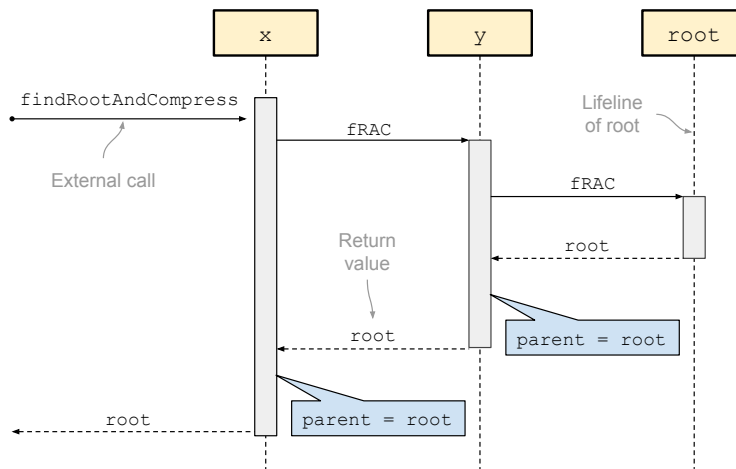 x
y
root
findRootAndCompress
External call
fRAC
Lifeline
of root
fRAC
root
Return
value
root
parent = root
parent = root
root